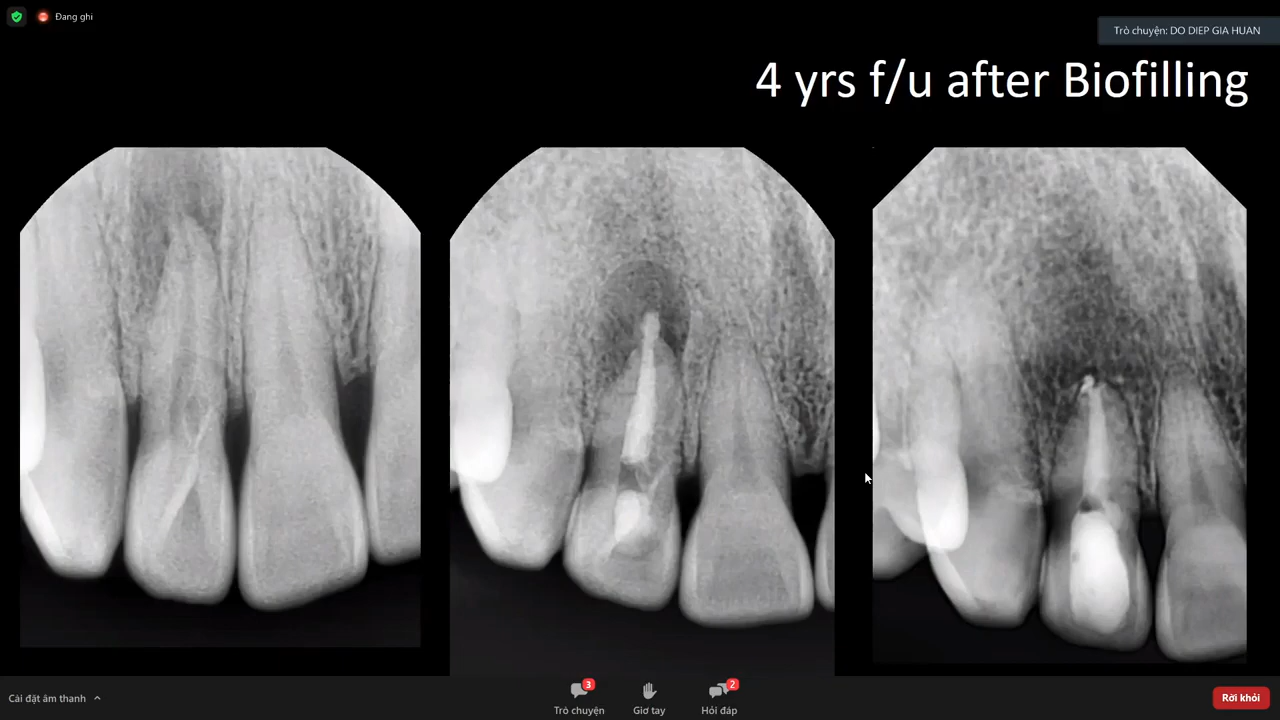 Đang ghi
Trò chuyện: DO DIEP GIA HUAN
4 yrs f/u after Biofilling
Cài đặt âm thanh
3
Trò chuyện
Giơ tay
2
Hỏi đáp
Rời khỏi